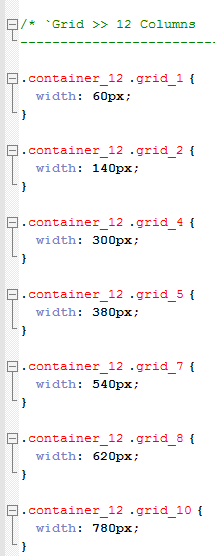 /* `Grid >> 12 Columns
----------------------------
.container_12 .grid_1 {
width: 60px;
}
.container_12 .grid_2 {
width: 140px;
}
.container_12 .grid_4 {
width: 300px;
}
.container_12 .grid_5 {
width: 380px;
}
.container_12 .grid_7 {
width: 540px;
}
.container_12 .grid_8 {
width: 620px;
}
.container_12 .grid_10 {
width: 780px;
}